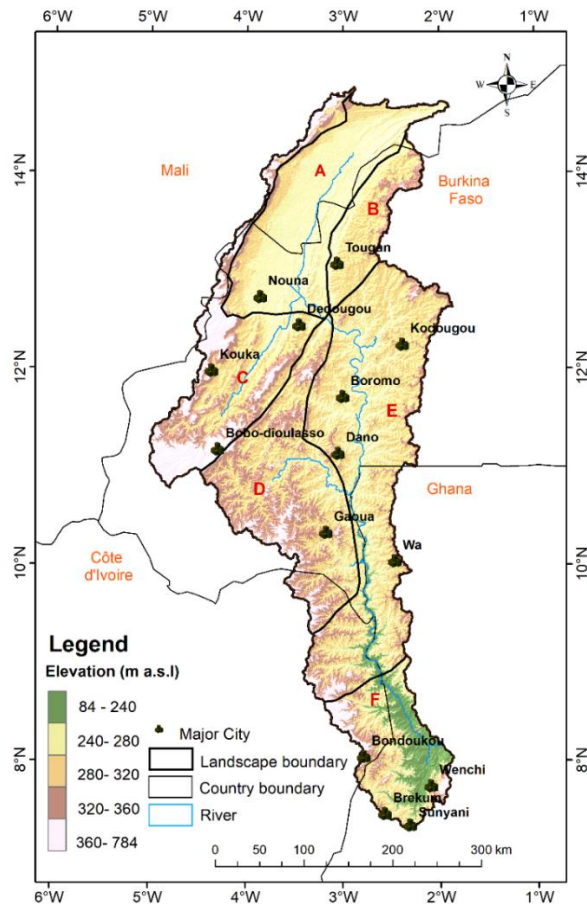 6°W 5°W 4°W 3°W 2°W
N
W E
S
14°N 14°N
Mali
A
Burkina
Faso
B
Tougan
Nouna
Dedougou
Kodougou
12°N 12°N
Kouka
C
Boromo
E
Bobo-dioulasso
Dano
D
Ghana
Gaoua
Wa
10°N 10°N
Côte
d'Ivoire
Legend
Elevation (m a.s.l)
84 - 240
240 - 280
280 - 320
320 - 360
360- 784
Major City
Landscape boundary
Country boundary
River
F
Bondoukou
8°N 8°N
Wenchi
Brekum
Sunyani
0 50 100 200 300 km
6°W 5°W 4°W 3°W 2°W